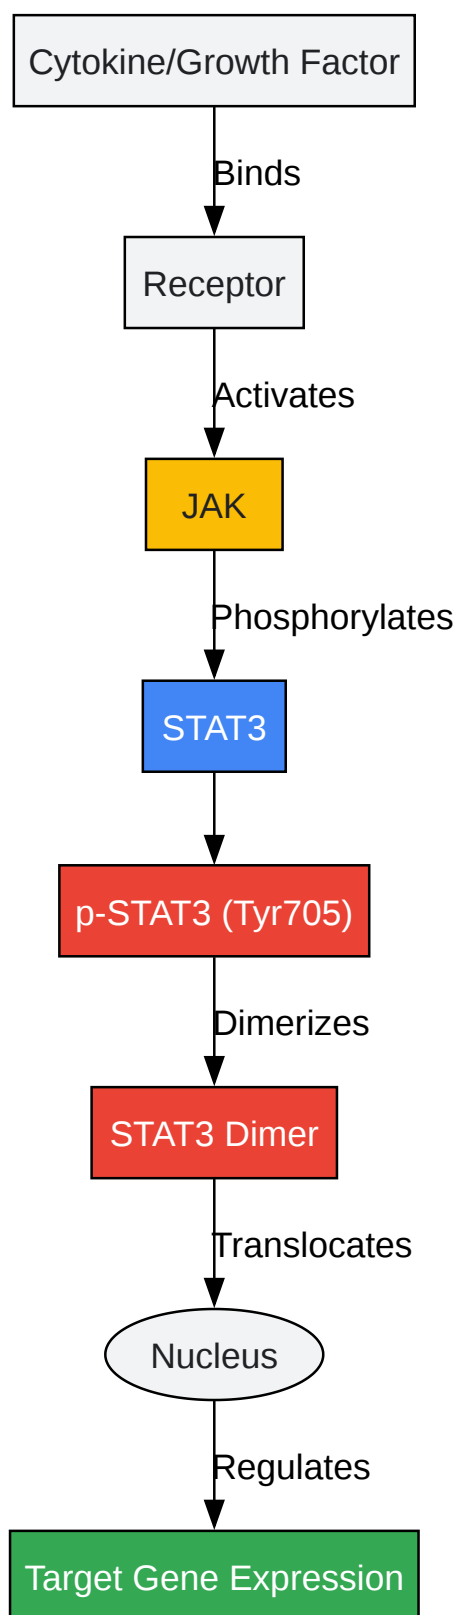 Cytokine/Growth Factor
Binds
Receptor
Activates
JAK
Phosphorylates
STAT3
p-STAT3 (Tyr705)
Dimerizes
STAT3 Dimer
Translocates
Nucleus
Regulates
Target Gene Expression